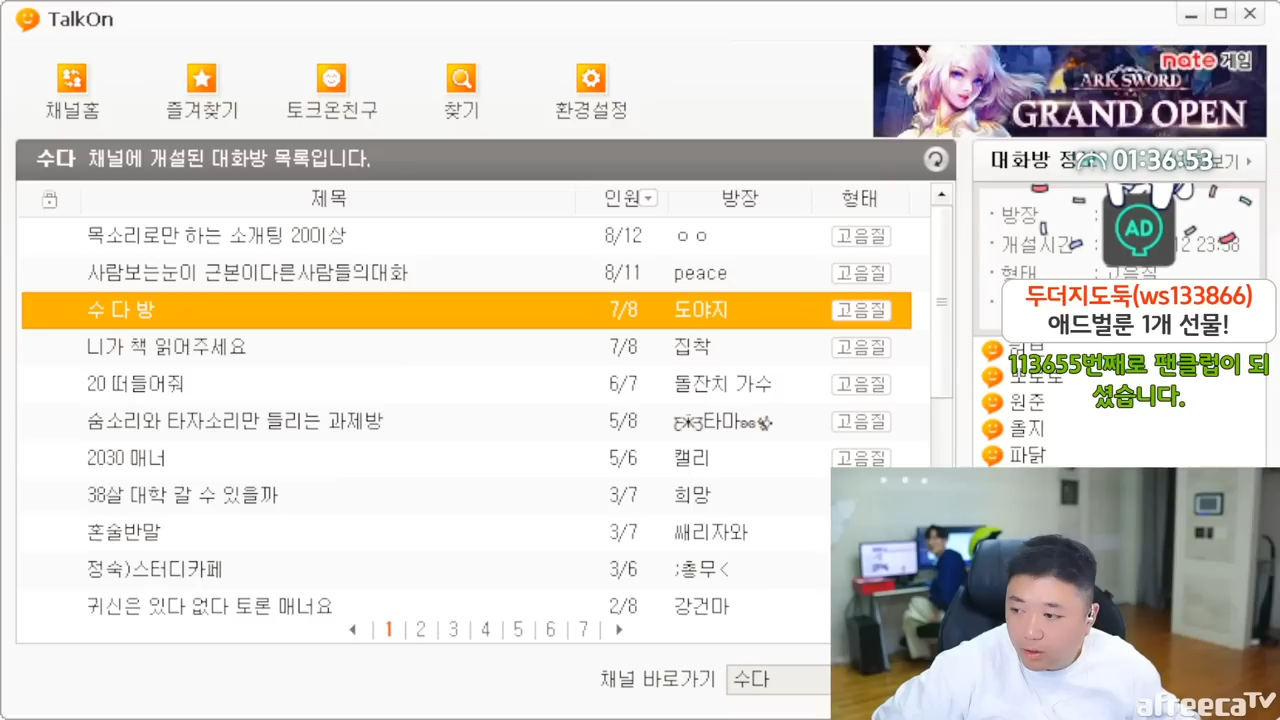 TalkOn
채널홈
즐겨찾기
토크온친구
찾기
환경설정
nate 게임
ARK SWORD
GRAND OPEN
수다 채널에 개설된 대화방 목록입니다.
제목 인원 방장 형태
목소리로만 하는 소개팅 20이상 8/12 ㅇ ㅇ 고음질
사람보는눈이 근본이다른사람들의대화 8/11 peace 고음질
수 다 방 7/8 도야지 고음질
니가 책 읽어주세요 7/8 집착 고음질
20 떠들어줘 6/7 돌잔치 가수 고음질
숨소리와 타자소리만 들리는 과제방 5/8 고음질
2030 매너 5/6 캘리 고음질
38살 대학 갈 수 있을까 3/7 희망
혼술반말 3/7 쌔리자와
정숙)스터디카페 3/6 ;총무<
귀신은 있다 없다 토론 매너요 2/8 강건마
1 2 3 4 5 6 7
채널 바로가기 수다
대화방 01:36:53 보기
· 방장 :
AD
· 개설시간 :
· 형태 고음질
두더지도둑(ws133866)
애드벌룬 1개 선물!
113655번째로 팬클럽이 되
셨습니다.
원준
올지
파닭
afreecaTV